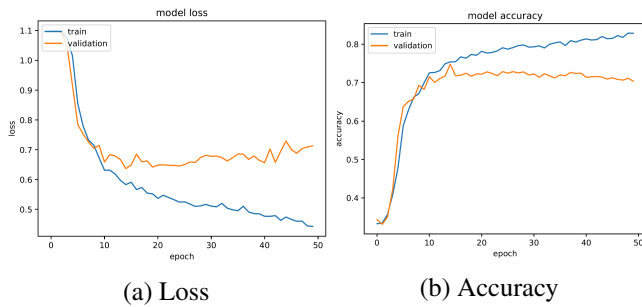 model loss
1.1
1.0
0.9
0.8
0.7
0.6
0.5
loss
train
validation
0 10 20 30 40 50
epoch
(a) Loss
model accuracy
0.8
0.7
0.6
0.5
0.4
accuracy
train
validation
0 10 20 30 40 50
epoch
(b) Accuracy